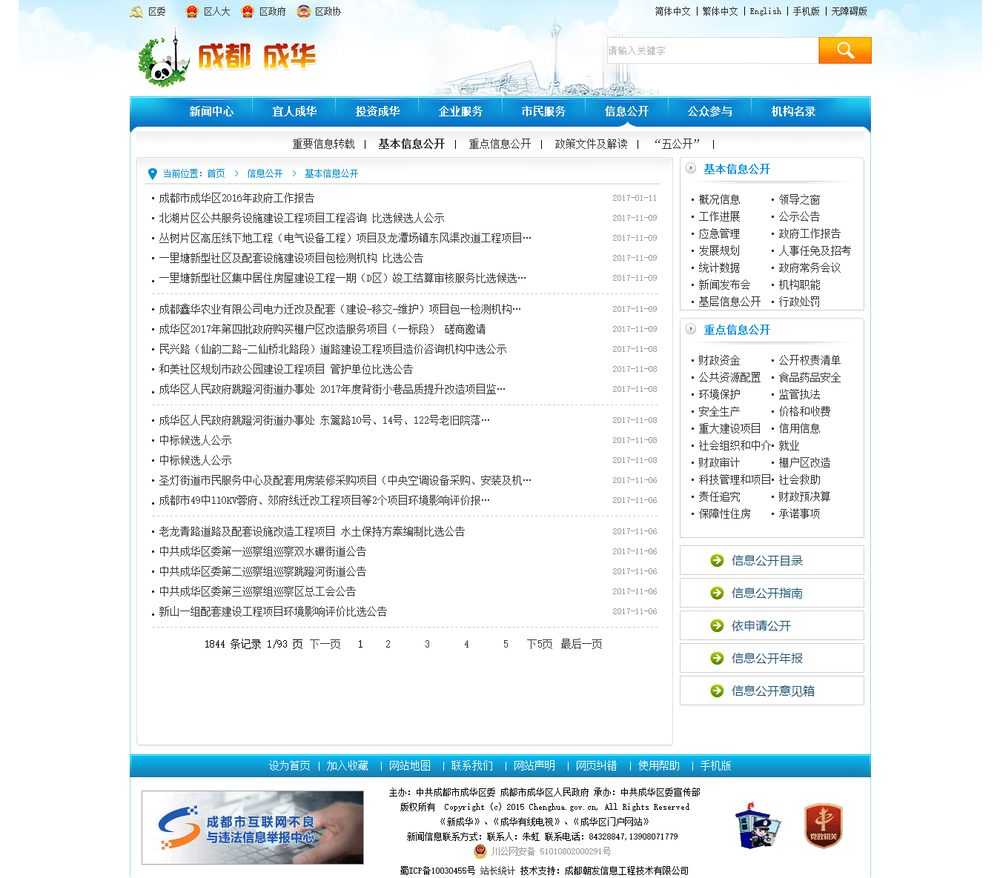 区委 区人大 区政府 区政协
简体中文 | 繁体中文 | English | 手机版 | 无障碍版
成都 成华
请输入关键字
新闻中心 宜人成华 投资成华 企业服务 市民服务 信息公开 公众参与 机构名录
重要信息转载 | 基本信息公开 | 重点信息公开 | 政策文件及解读 | “五公开” |
当前位置：首页 > 信息公开 > 基本信息公开
成都市成华区2016年政府工作报告 2017-01-11
北湖片区公共服务设施建设工程项目工程咨询 比选候选人公示 2017-11-09
丛树片区高压线下地工程（电气设备工程）项目及龙潭场镇东风渠改道工程项目… 2017-11-09
一里塘新型社区及配套设施建设项目包检测机构 比选公告 2017-11-09
一里塘新型社区集中居住房屋建设工程一期（D区）竣工结算审核服务比选候选… 2017-11-09
成都鑫华农业有限公司电力迁改及配套（建设-移交-维护）项目包一检测机构… 2017-11-09
成华区2017年第四批政府购买棚户区改造服务项目（一标段） 磋商邀请 2017-11-09
民兴路（仙韵二路-二仙桥北路段）道路建设工程项目造价咨询机构中选公示 2017-11-08
和美社区规划市政公园建设工程项目 管护单位比选公告 2017-11-08
成华区人民政府跳蹬河街道办事处 2017年度背街小巷品质提升改造项目监… 2017-11-08
成华区人民政府跳蹬河街道办事处 东篱路10号、14号、122号老旧院落… 2017-11-08
中标候选人公示 2017-11-08
中标候选人公示 2017-11-08
圣灯街道市民服务中心及配套用房装修采购项目（中央空调设备采购、安装及机… 2017-11-06
成都市49中110KV蓉府、郊府线迁改工程项目等2个项目环境影响评价报… 2017-11-06
老龙青路道路及配套设施改造工程项目 水土保持方案编制比选公告 2017-11-06
中共成华区委第一巡察组巡察双水碾街道公告 2017-11-06
中共成华区委第二巡察组巡察跳蹬河街道公告 2017-11-06
中共成华区委第三巡察组巡察区总工会公告 2017-11-06
新山一组配套建设工程项目环境影响评价比选公告 2017-11-06
1844 条记录 1/93 页 下一页 1 2 3 4 5 下5页 最后一页
基本信息公开
概况信息 领导之窗
工作进展 公示公告
应急管理 政府工作报告
发展规划 人事任免及招考
统计数据 政府常务会议
新闻发布会 机构职能
基层信息公开 行政处罚
重点信息公开
财政资金 公开权责清单
公共资源配置 食品药品安全
环境保护 监管执法
安全生产 价格和收费
重大建设项目 信用信息
社会组织和中介 就业
财政审计 棚户区改造
科技管理和项目 社会救助
责任追究 财政预决算
保障性住房 承诺事项
信息公开目录
信息公开指南
依申请公开
信息公开年报
信息公开意见箱
设为首页 | 加入收藏 | 网站地图 | 联系我们 | 网站声明 | 网页纠错 | 使用帮助 | 手机版
成都市互联网不良
与违法信息举报中心
主办：中共成都市成华区委 成都市成华区人民政府 承办：中共成华区委宣传部
版权所有 Copyright (c) 2015 Chenghua.gov.cn, All Rights Reserved
《新成华》、《成华有线电视》、《成华区门户网站》
新闻信息联系方式：联系人：朱虹 联系电话：84328847,13908071779
川公网安备 51010802000291号
蜀ICP备10030455号 站长统计 技术支持：成都朝发信息工程技术有限公司
成都
党政机关